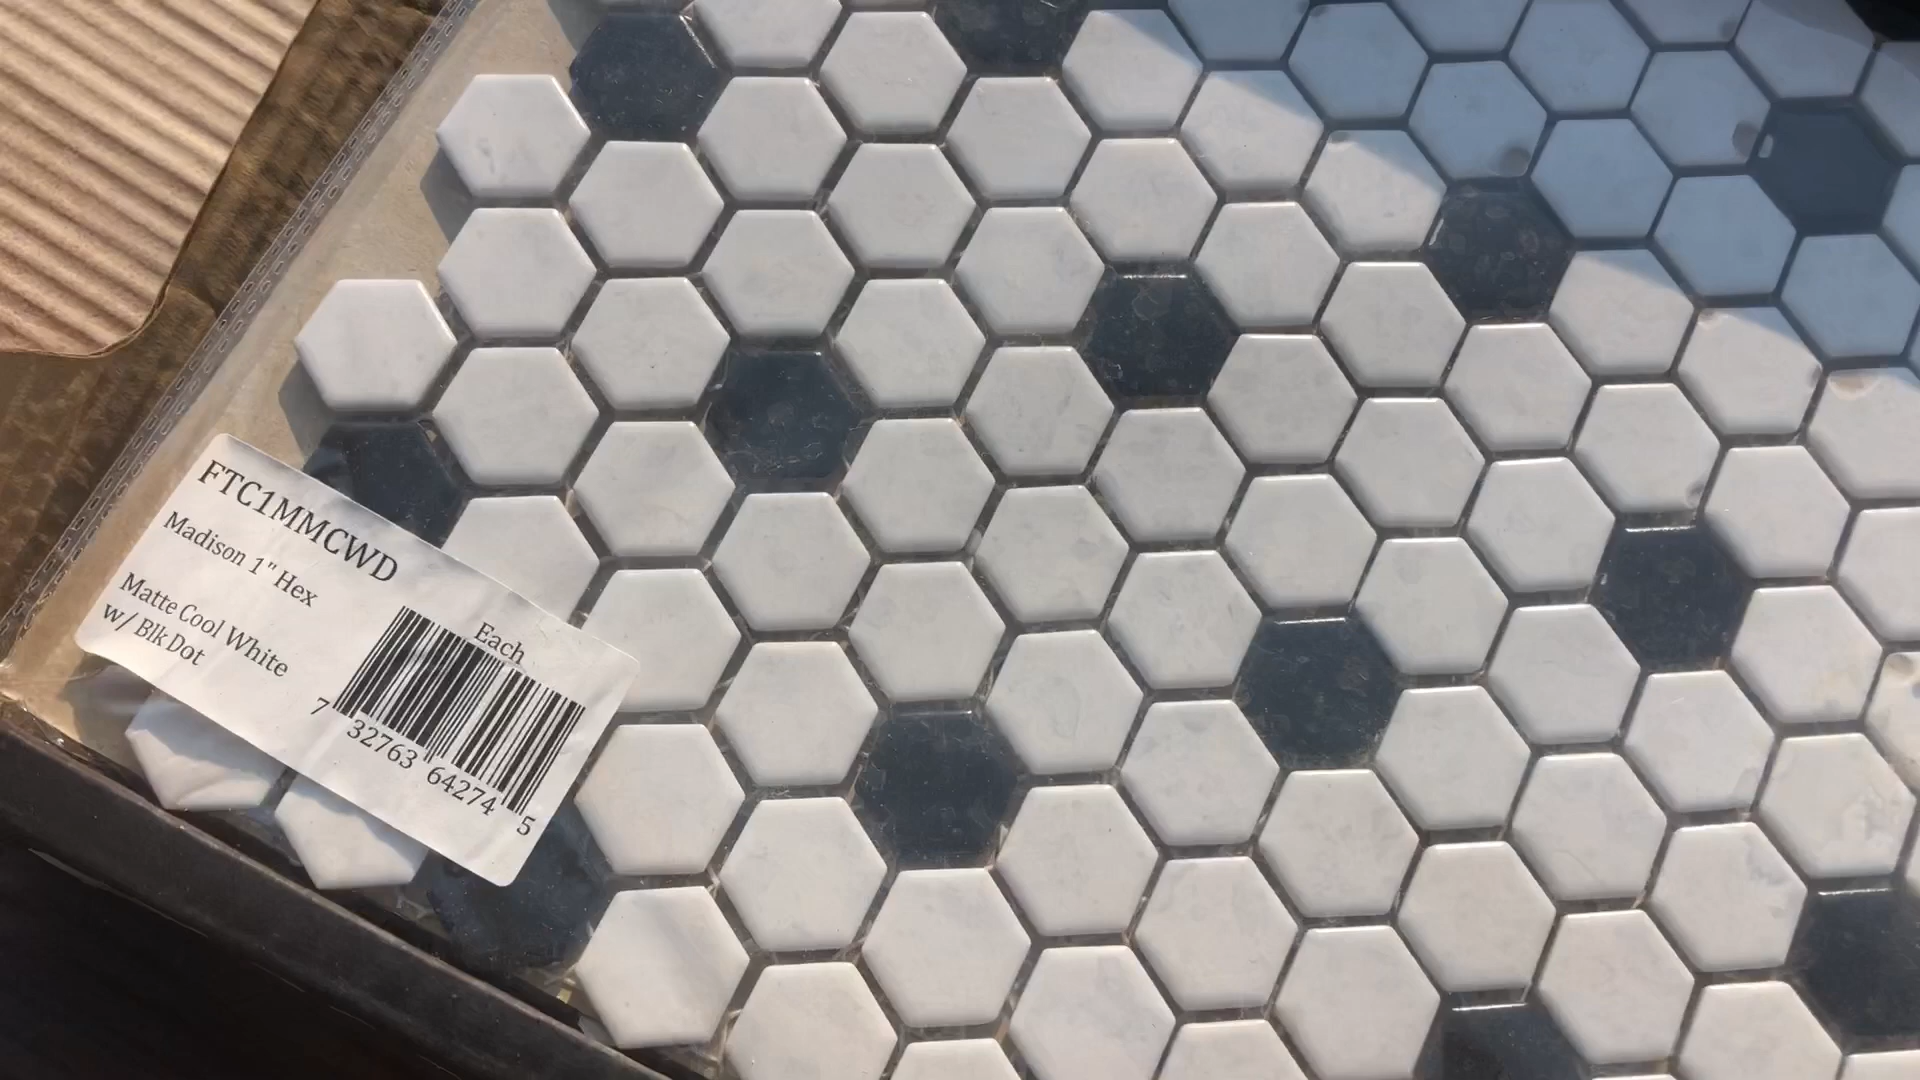 FTC1MMCWD
Madison 1" Hex
Matte Cool White
w/ Blk Dot
Each
7 32763 64274 5